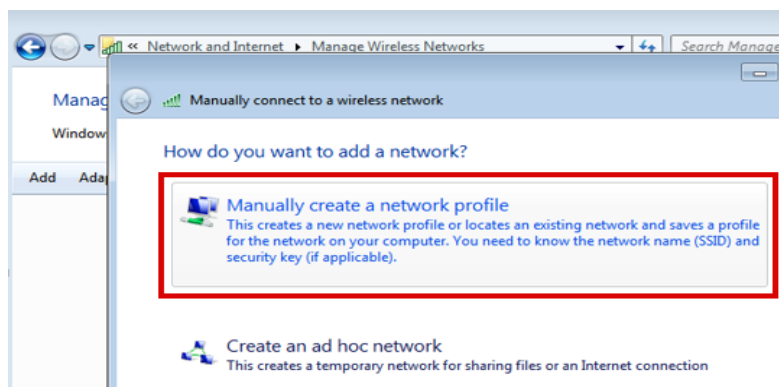 « Network and Internet ▸ Manage Wireless Networks
Search Manage
Manually connect to a wireless network
Window
How do you want to add a network?
Add
Manually create a network profile
This creates a new network profile or locates an existing network and saves a profile
for the network on your computer. You need to know the network name (SSID) and
security key (if applicable).
Create an ad hoc network
This creates a temporary network for sharing files or an Internet connection